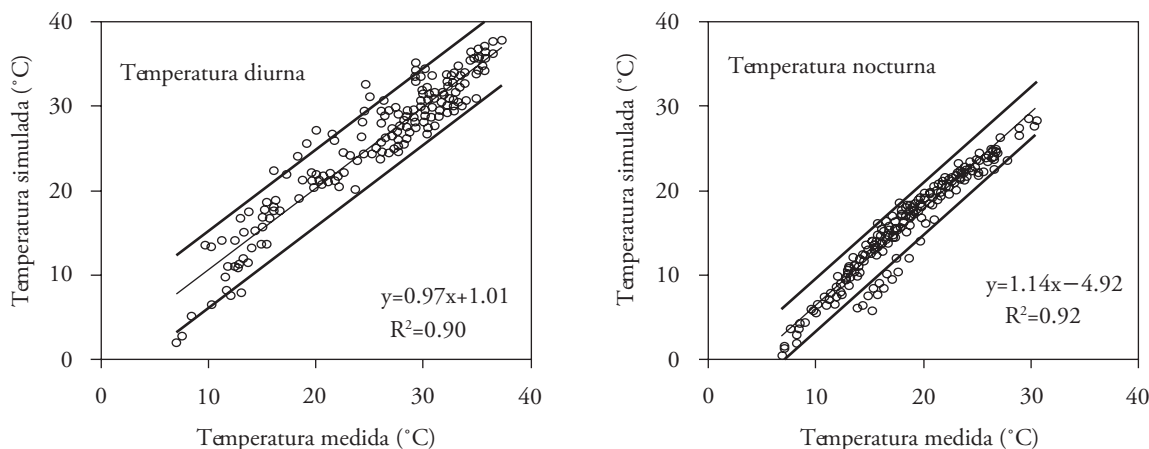 Temperatura simulada (°C)
40
30
20
10
0
Temperatura diurna
y=0.97x+1.01
R²=0.90
0 10 20 30 40
Temperatura medida (°C)
Temperatura simulada (°C)
40
30
20
10
0
Temperatura nocturna
y=1.14x−4.92
R²=0.92
0 10 20 30 40
Temperatura medida (°C)